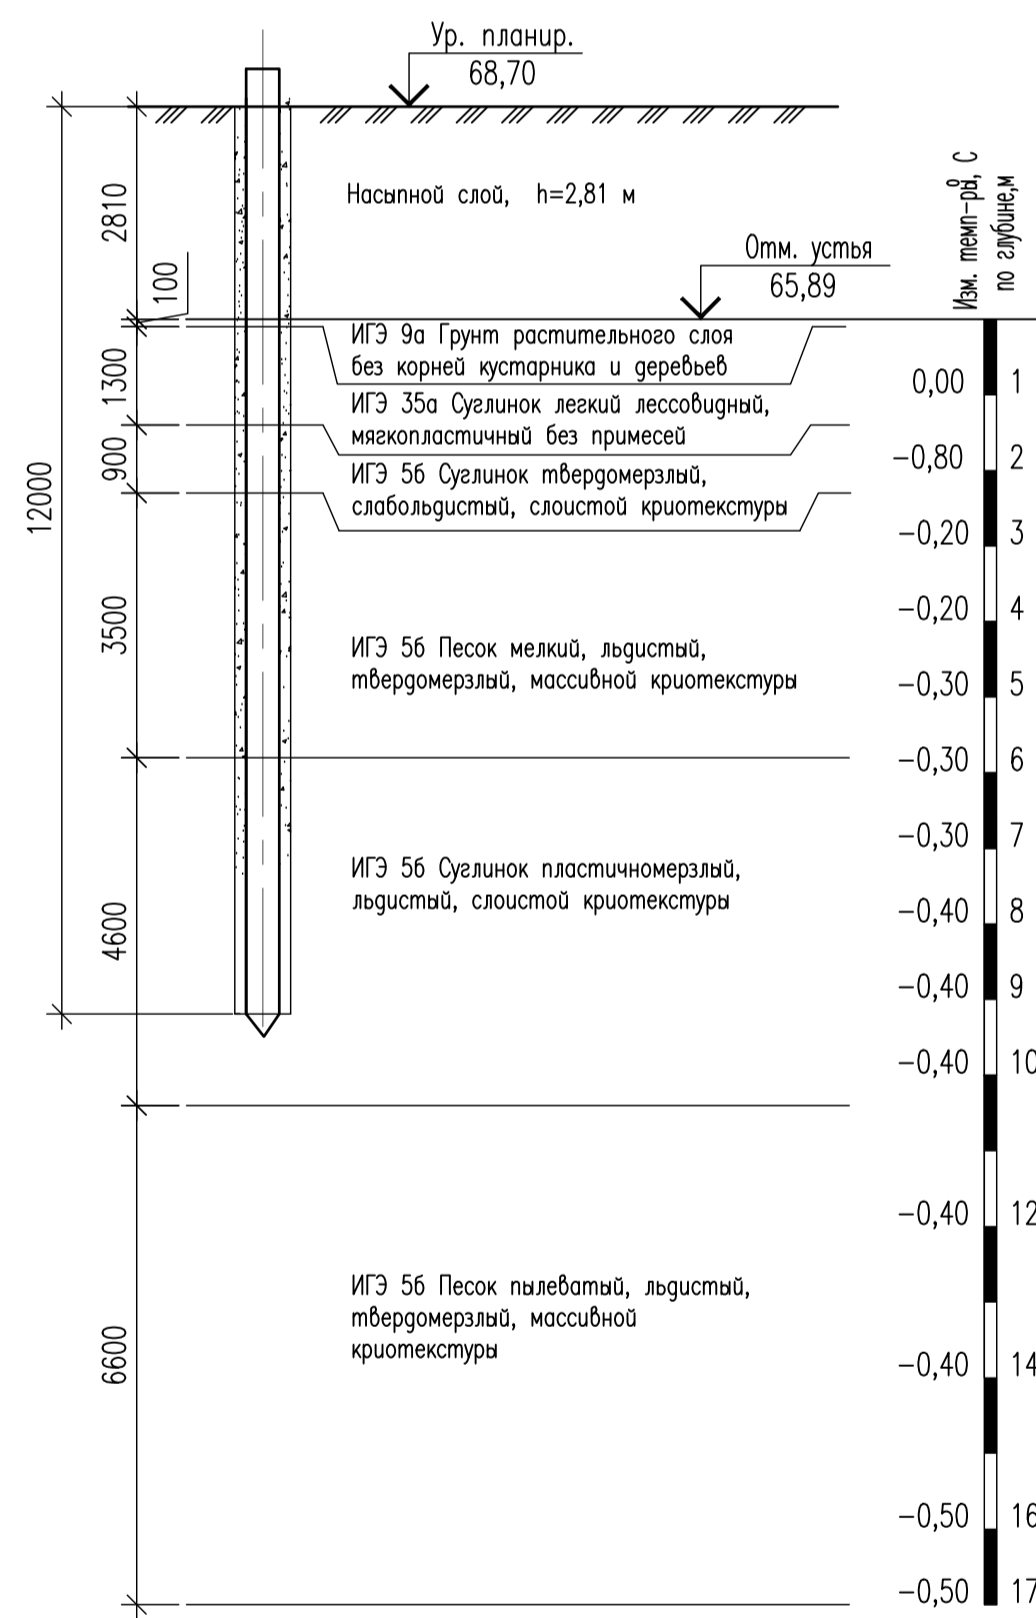 Ур. планир.
68,70
Насыпной слой, h=2,81 м
Отм. устья
65,89
Изм. темп-ры, °С
по глубине,м
12000
2810
100
1300
900
3500
4600
6600
ИГЭ 9а Грунт растительного слоя
без корней кустарника и деревьев
ИГЭ 35а Суглинок легкий лессовидный,
мягкопластичный без примесей
ИГЭ 5б Суглинок твердомерзлый,
слабольдистый, слоистой криотекстуры
ИГЭ 5б Песок мелкий, льдистый,
твердомерзлый, массивной криотекстуры
ИГЭ 5б Суглинок пластичномерзлый,
льдистый, слоистой криотекстуры
ИГЭ 5б Песок пылеватый, льдистый,
твердомерзлый, массивной
криотекстуры
0,00 1
-0,80 2
-0,20 3
-0,20 4
-0,30 5
-0,30 6
-0,30 7
-0,40 8
-0,40 9
-0,40 10
-0,40 12
-0,40 14
-0,50 16
-0,50 17